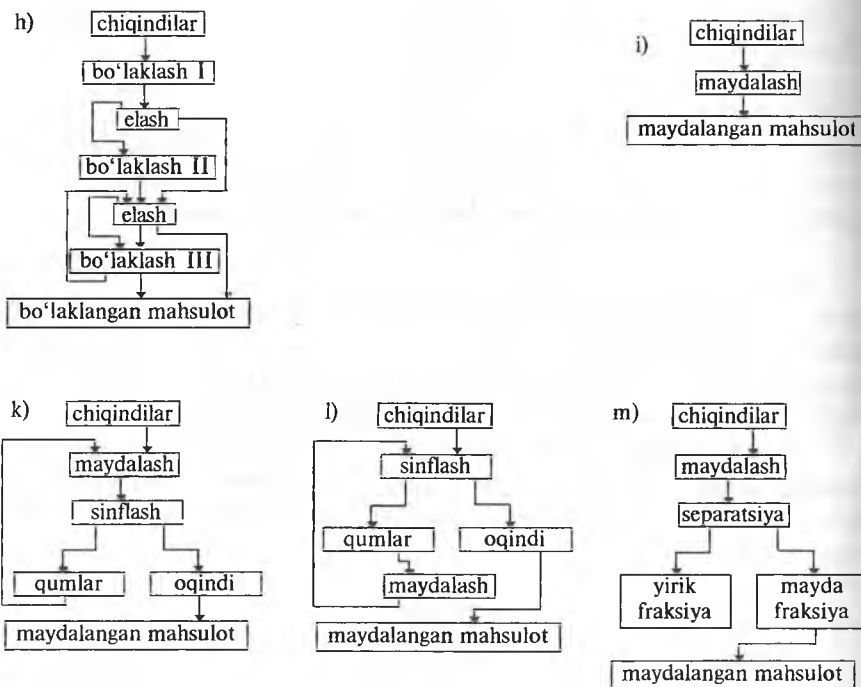 h)
chiqindilar
bo‘laklash I
elash
bo‘laklash II
elash
bo‘laklash III
bo‘laklangan mahsulot
i)
chiqindilar
maydalash
maydalangan mahsulot
k)
chiqindilar
maydalash
sinflash
qumlar
oqindi
maydalangan mahsulot
l)
chiqindilar
sinflash
qumlar
oqindi
maydalash
maydalangan mahsulot
m)
chiqindilar
maydalash
separatsiya
yirik
fraksiya
mayda
fraksiya
maydalangan mahsulot